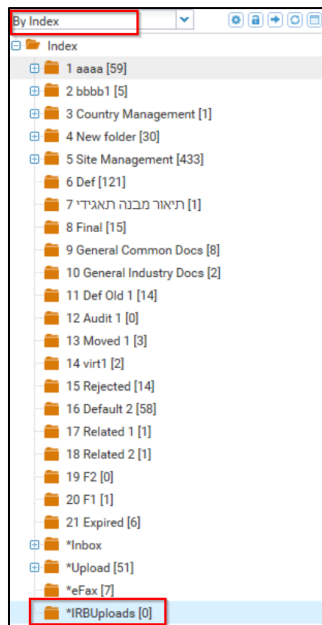 By Index
Index
1 aaaa [59]
2 bbbb1 [5]
3 Country Management [1]
4 New folder [30]
5 Site Management [433]
6 Def [121]
7 תיאור מבנה תאגידי [1]
8 Final [15]
9 General Common Docs [8]
10 General Industry Docs [2]
11 Def Old 1 [14]
12 Audit 1 [0]
13 Moved 1 [3]
14 virt1 [2]
15 Rejected [14]
16 Default 2 [58]
17 Related 1 [1]
18 Related 2 [1]
19 F2 [0]
20 F1 [1]
21 Expired [6]
*Inbox
*Upload [51]
*eFax [7]
*IRBUploads [0]